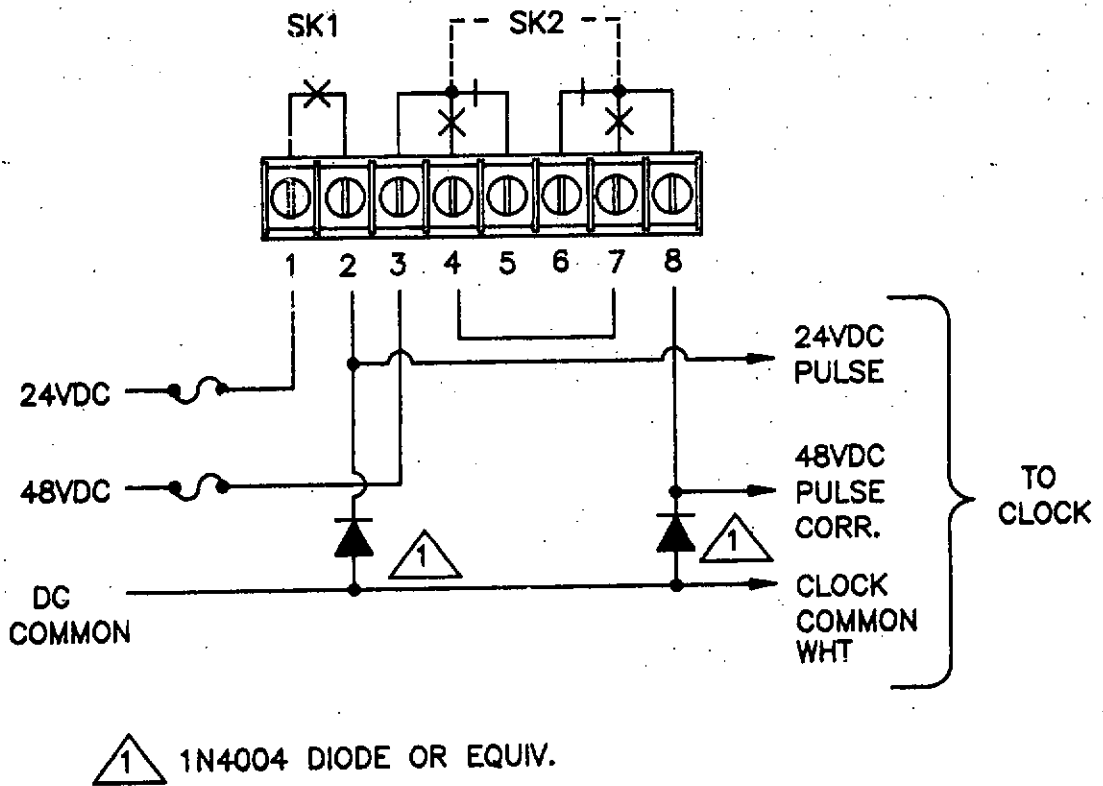 SK1
SK2
1 2 3 4 5 6 7 8
24VDC
PULSE
24VDC
48VDC
PULSE
CORR.
48VDC
TO
CLOCK
1
1
DC
COMMON
CLOCK
COMMON
WHT
1 1N4004 DIODE OR EQUIV.